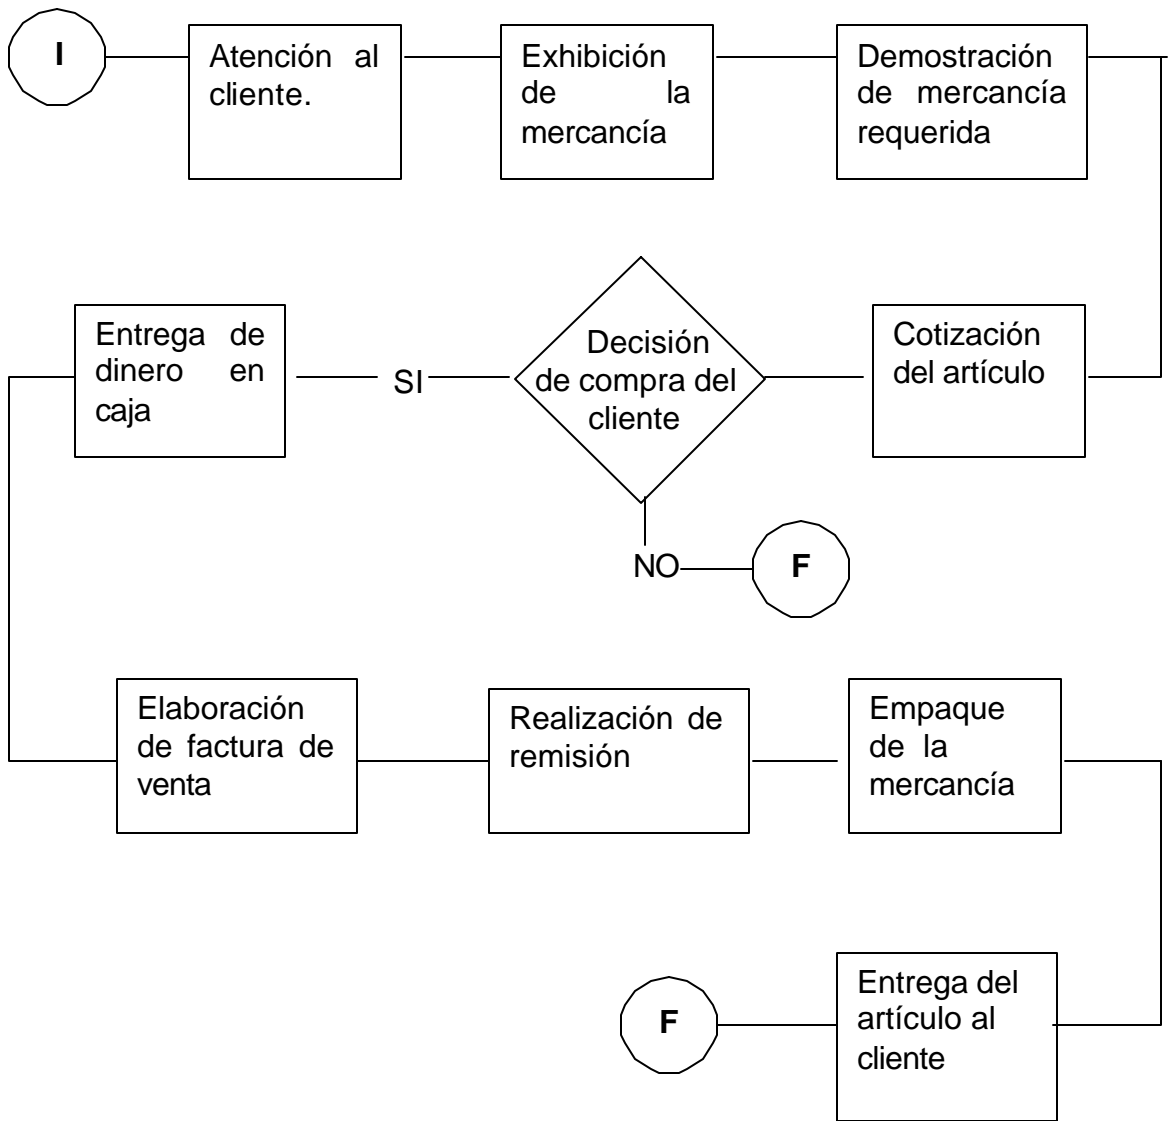 I
Atención al
cliente.
Exhibición
de la
mercancía
Demostración
de mercancía
requerida
Cotización
del artículo
Decisión
de compra del
cliente
SI
NO
F
Entrega de
dinero en
caja
Elaboración
de factura de
venta
Realización de
remisión
Empaque
de la
mercancía
Entrega del
artículo al
cliente
F